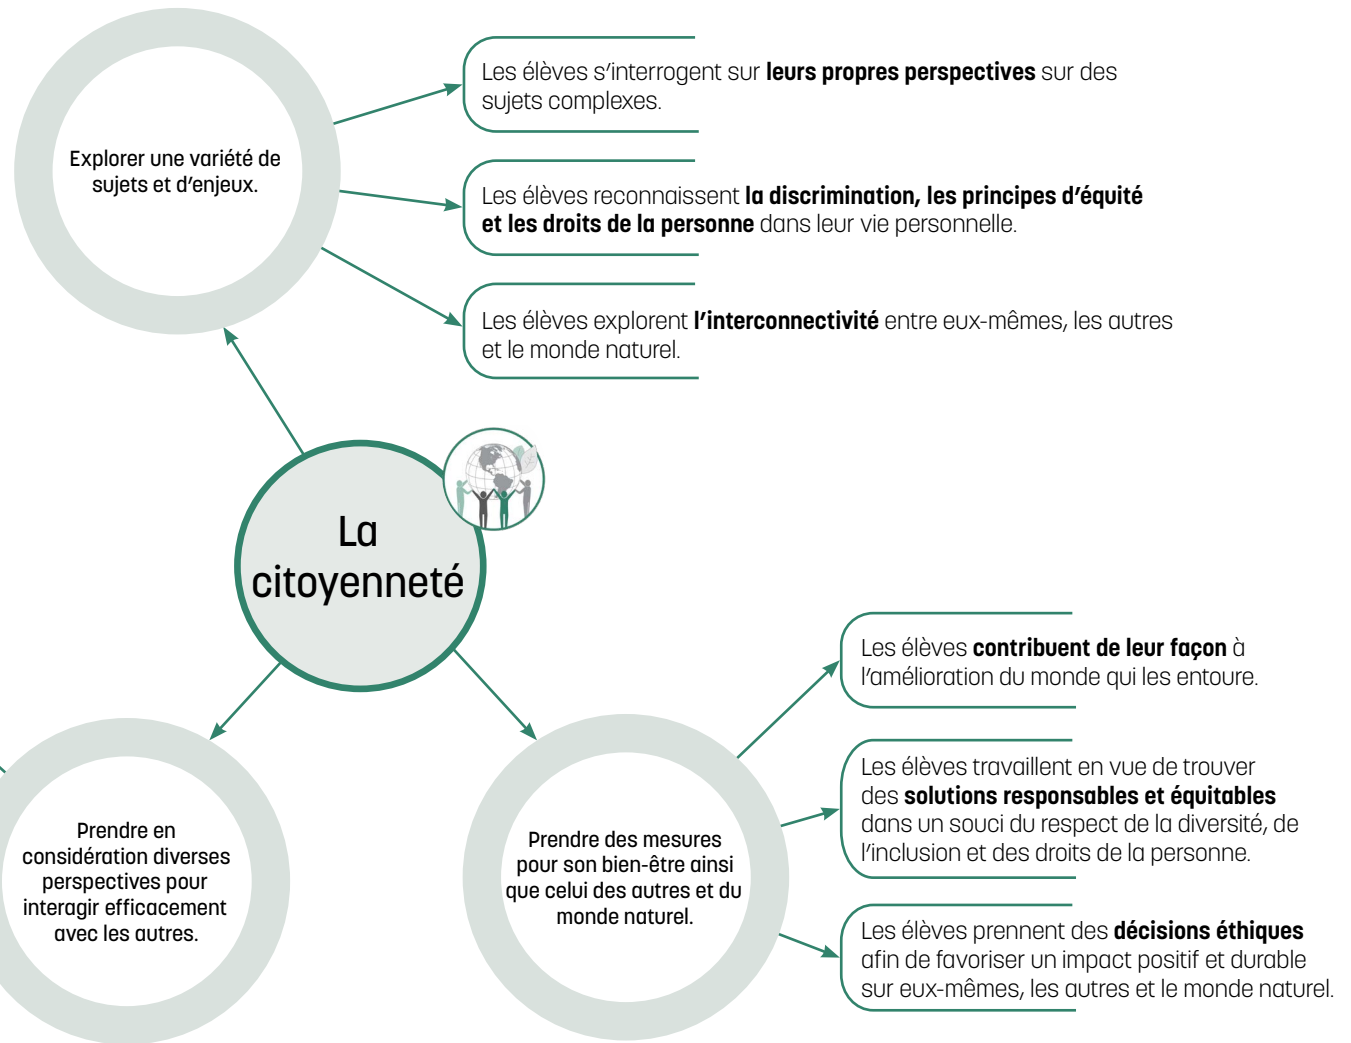 Les élèves s’interrogent sur leurs propres perspectives sur des
sujets complexes.
Explorer une variété de
sujets et d’enjeux.
Les élèves reconnaissent la discrimination, les principes d’équité
et les droits de la personne dans leur vie personnelle.
Les élèves explorent l’interconnectivité entre eux-mêmes, les autres
et le monde naturel.
La
citoyenneté
Prendre en
considération diverses
perspectives pour
interagir efficacement
avec les autres.
Prendre des mesures
pour son bien-être ainsi
que celui des autres et du
monde naturel.
Les élèves contribuent de leur façon à
l’amélioration du monde qui les entoure.
Les élèves travaillent en vue de trouver
des solutions responsables et équitables
dans un souci du respect de la diversité, de
l’inclusion et des droits de la personne.
Les élèves prennent des décisions éthiques
afin de favoriser un impact positif et durable
sur eux-mêmes, les autres et le monde naturel.